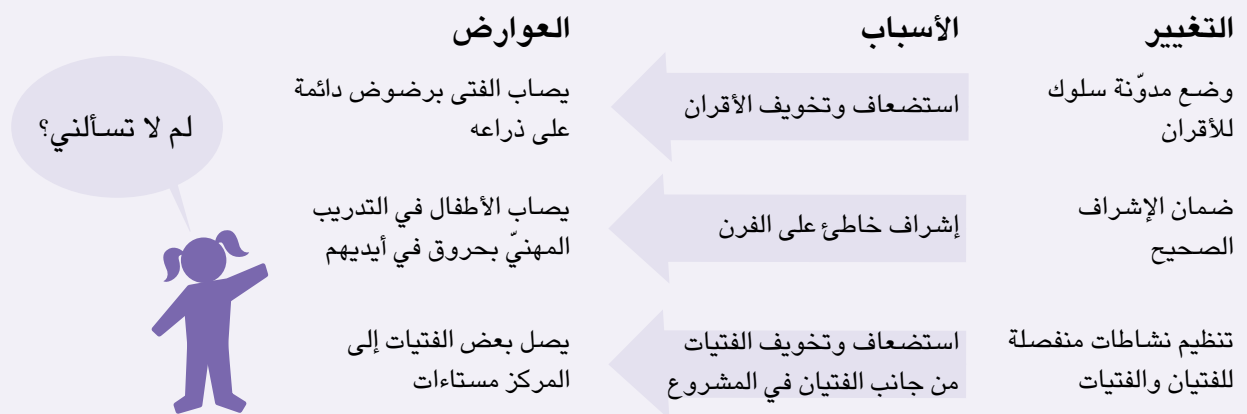 التغيير
الأسباب
العوارض
وضع مدوّنة سلوك
للأقران
استضعاف وتخويف الأقران
يصاب الفتى برضوض دائمة
على ذراعه
لم لا تسألني؟
ضمان الإشراف
الصحيح
إشراف خاطئ على الفرن
يصاب الأطفال في التدريب
المهنيّ بحروق في أيديهم
تنظيم نشاطات منفصلة
للفتيان والفتيات
استضعاف وتخويف الفتيات
من جانب الفتيان في المشروع
يصل بعض الفتيات إلى
المركز مستاءات